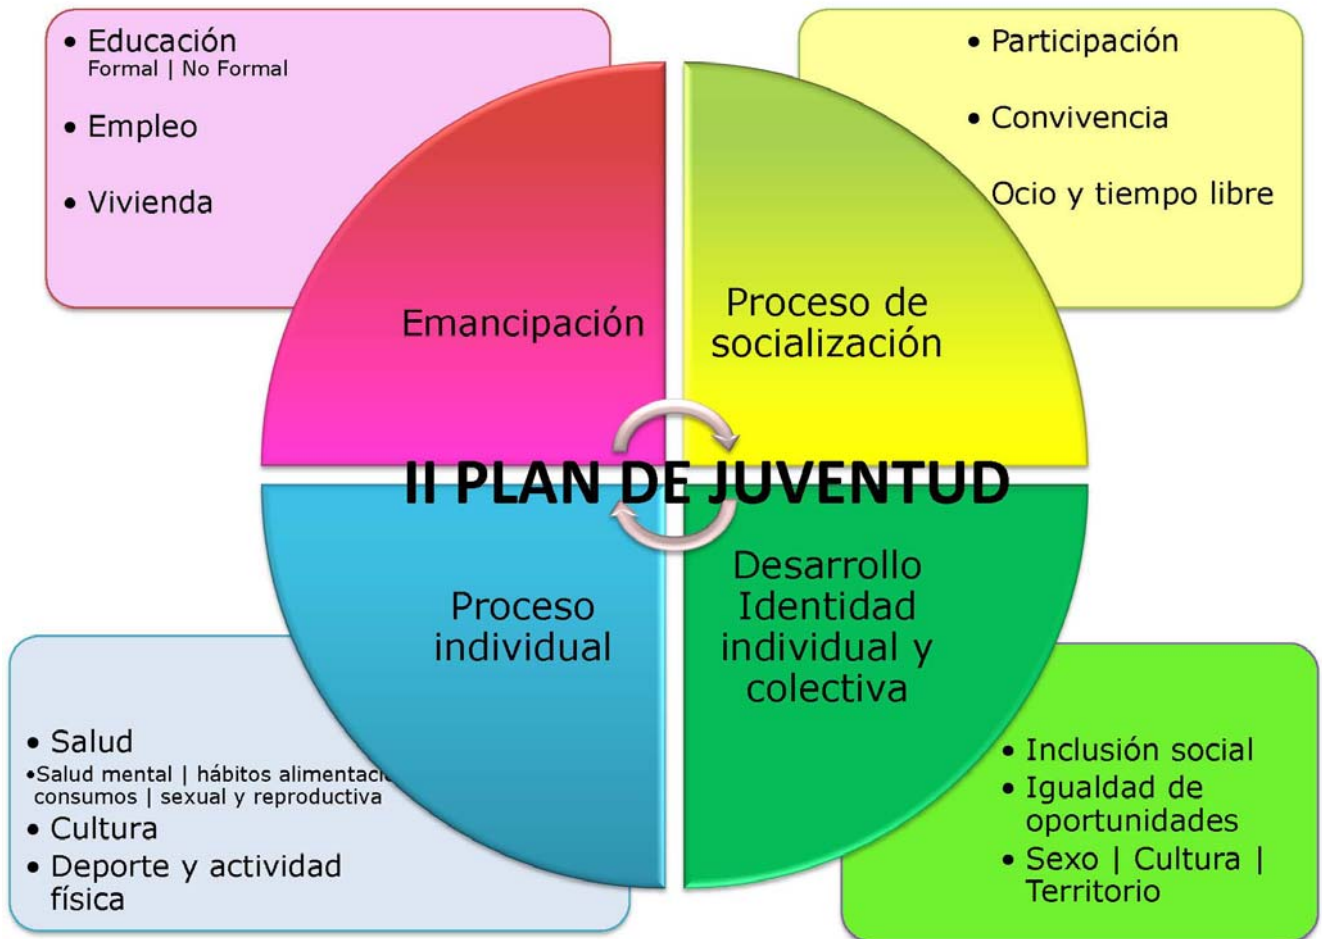 • Educación
Formal | No Formal
• Empleo
• Vivienda
• Participación
• Convivencia
Ocio y tiempo libre
Emancipación
Proceso de
socialización
II PLAN DE JUVENTUD
Proceso
individual
Desarrollo
Identidad
individual y
colectiva
• Salud
•Salud mental | hábitos
consumos | sexual y reproductiva
• Cultura
• Deporte y actividad
física
• Inclusión social
• Igualdad de
oportunidades
• Sexo | Cultura |
Territorio